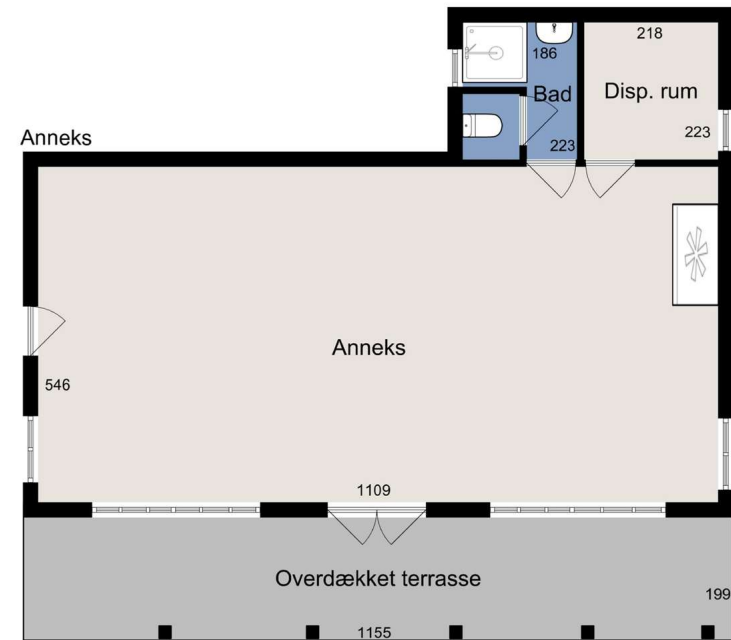 218
186
Bad
Disp. rum
223
223
Anneks
Anneks
546
1109
Overdækket terrasse
199
1155